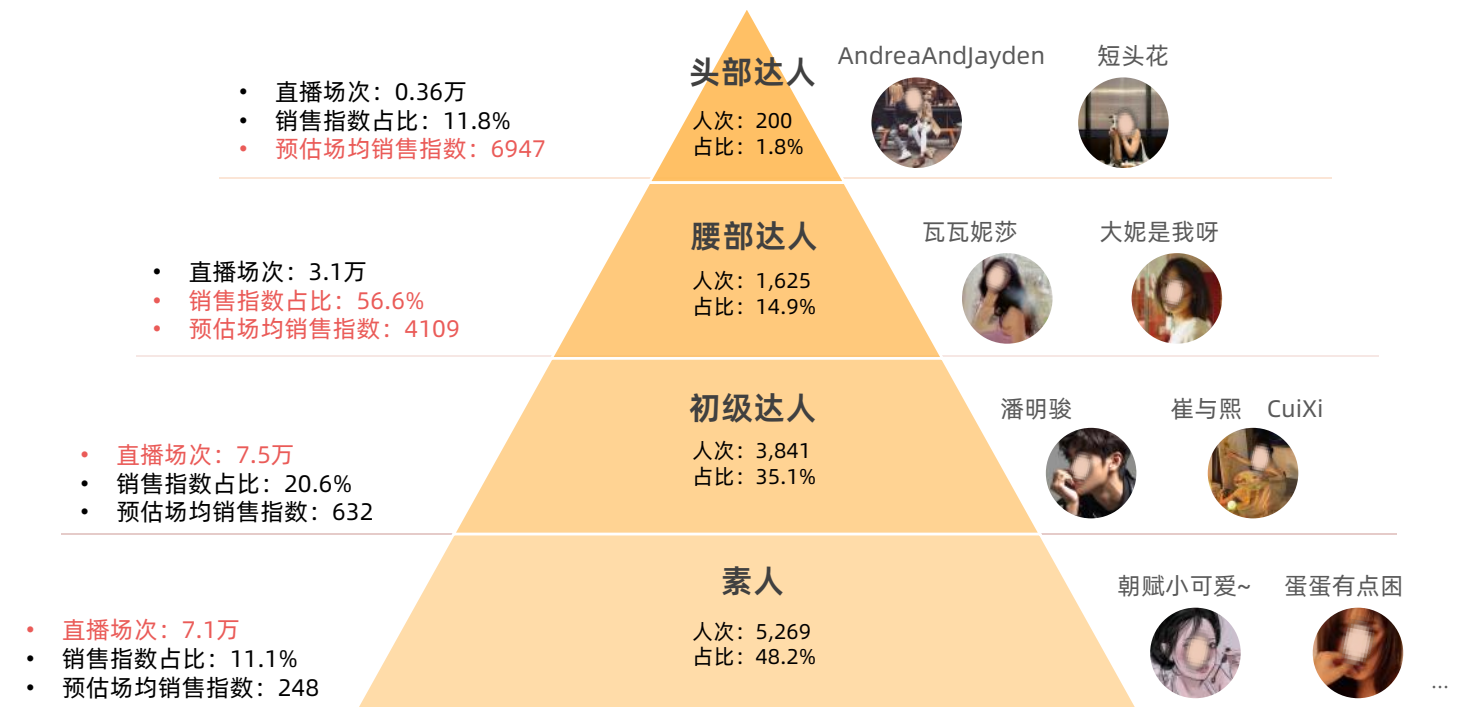 头部达人
人次：200
占比：1.8%
• 直播场次：0.36万
• 销售指数占比：11.8%
• 预估场均销售指数：6947
AndreaAndJayden
短头花
腰部达人
人次：1,625
占比：14.9%
• 直播场次：3.1万
• 销售指数占比：56.6%
• 预估场均销售指数：4109
瓦瓦妮莎
大妮是我呀
初级达人
人次：3,841
占比：35.1%
• 直播场次：7.5万
• 销售指数占比：20.6%
• 预估场均销售指数：632
潘明骏
崔与熙 CuiXi
素人
人次：5,269
占比：48.2%
• 直播场次：7.1万
• 销售指数占比：11.1%
• 预估场均销售指数：248
朝赋小可爱~
蛋蛋有点困
...